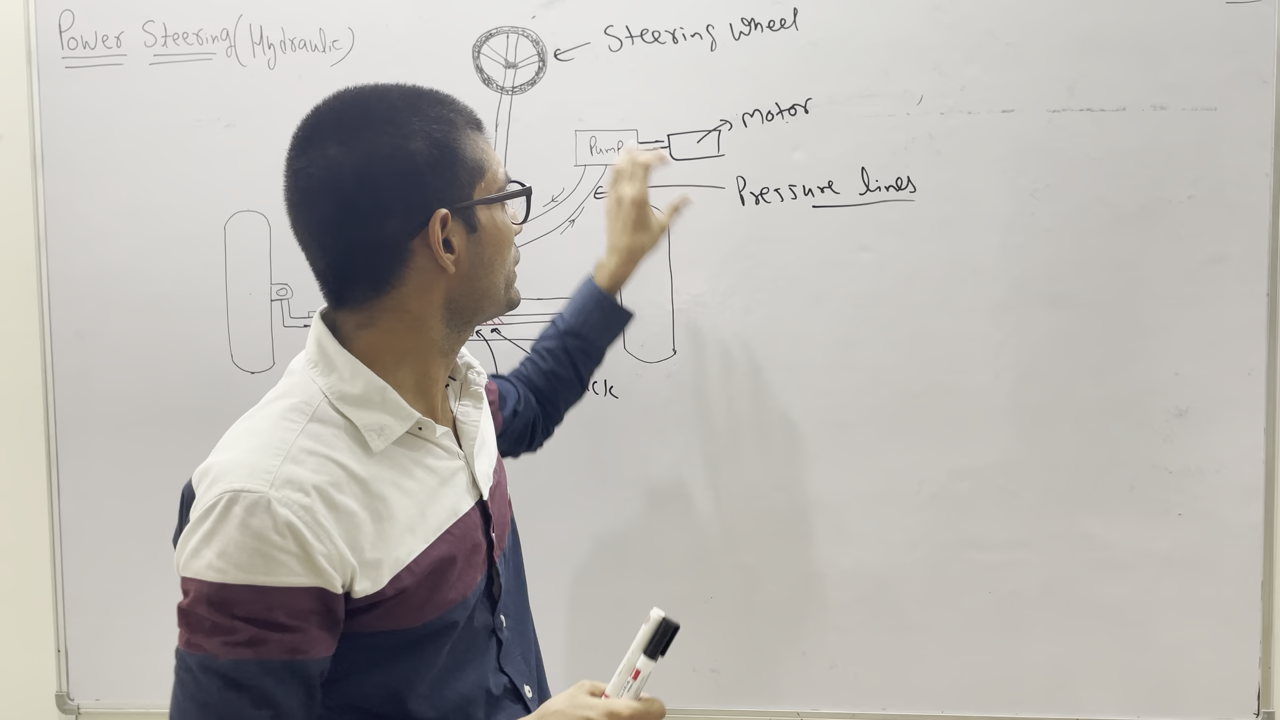 Power Steering (Hydraulic)
Steering Wheel
Pump
Motor
Pressure lines